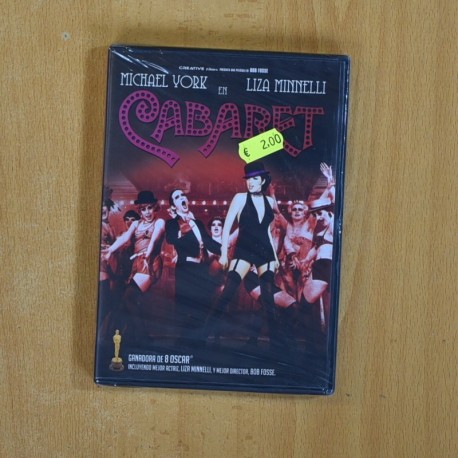 MICHAEL YORK EN LIZA MINNELLI
CABARET
€ 2.00
GANADORA DE 8 OSCAR
INCLUYENDO MEJOR ACTRIZ, LIZA MINNELLI, Y MEJOR DIRECTOR, BOB FOSSE.